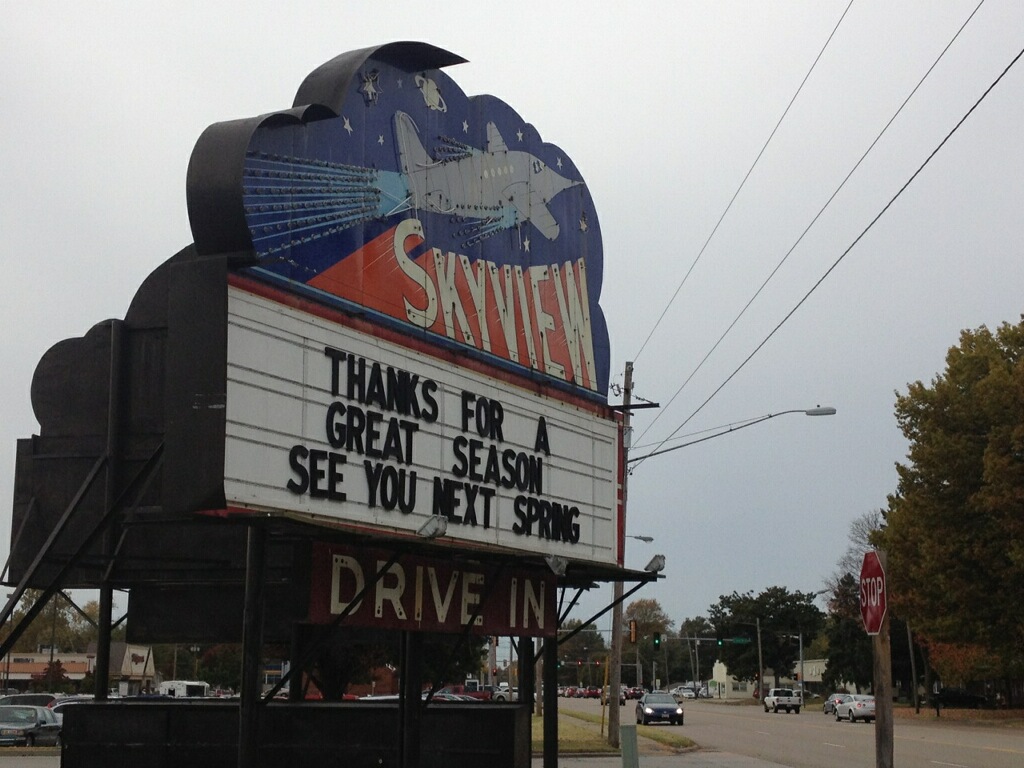 SKYVIEW
THANKS FOR A
GREAT SEASON
SEE YOU NEXT SPRING
DRIVE IN
STOP